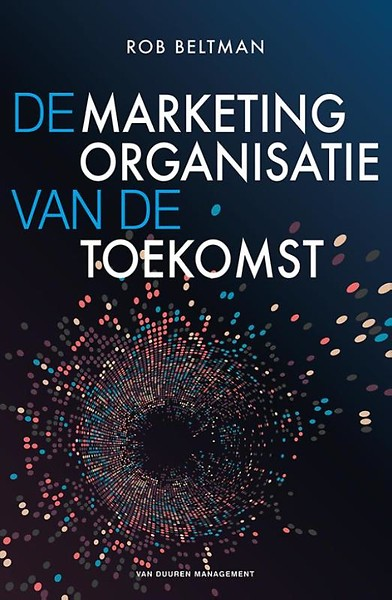 ROB BELTMAN
DE MARKETING
ORGANISATIE
VAN DE
TOEKOMST
VAN DUUREN MANAGEMENT